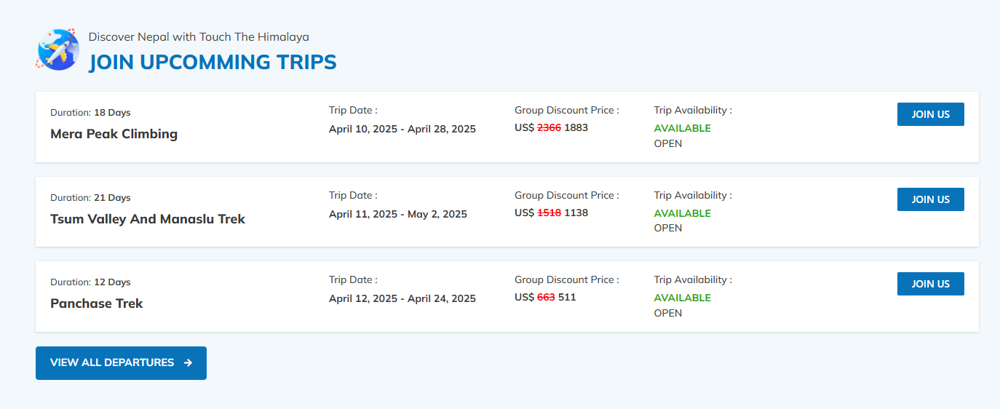 Discover Nepal with Touch The Himalaya
JOIN UPCOMMING TRIPS
Duration: 18 Days
Mera Peak Climbing
Trip Date :
April 10, 2025 - April 28, 2025
Group Discount Price :
US$ 2366 1883
Trip Availability :
AVAILABLE
OPEN
JOIN US
Duration: 21 Days
Tsum Valley And Manaslu Trek
Trip Date :
April 11, 2025 - May 2, 2025
Group Discount Price :
US$ 1518 1138
Trip Availability :
AVAILABLE
OPEN
JOIN US
Duration: 12 Days
Panchase Trek
Trip Date :
April 12, 2025 - April 24, 2025
Group Discount Price :
US$ 663 511
Trip Availability :
AVAILABLE
OPEN
JOIN US
VIEW ALL DEPARTURES →